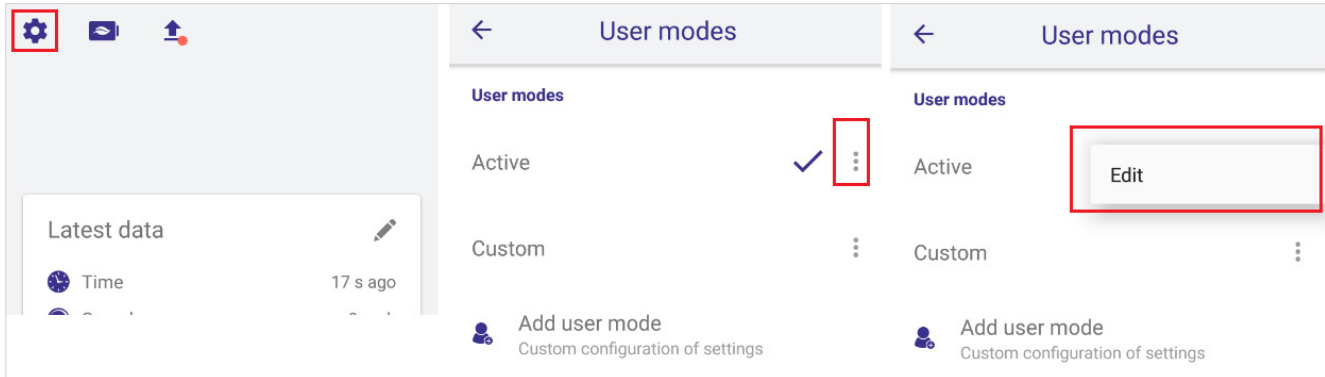 Latest data
Time 17 s ago
User modes
User modes
Active
Custom
Add user mode
Custom configuration of settings
User modes
User modes
Active
Edit
Custom
Add user mode
Custom configuration of settings